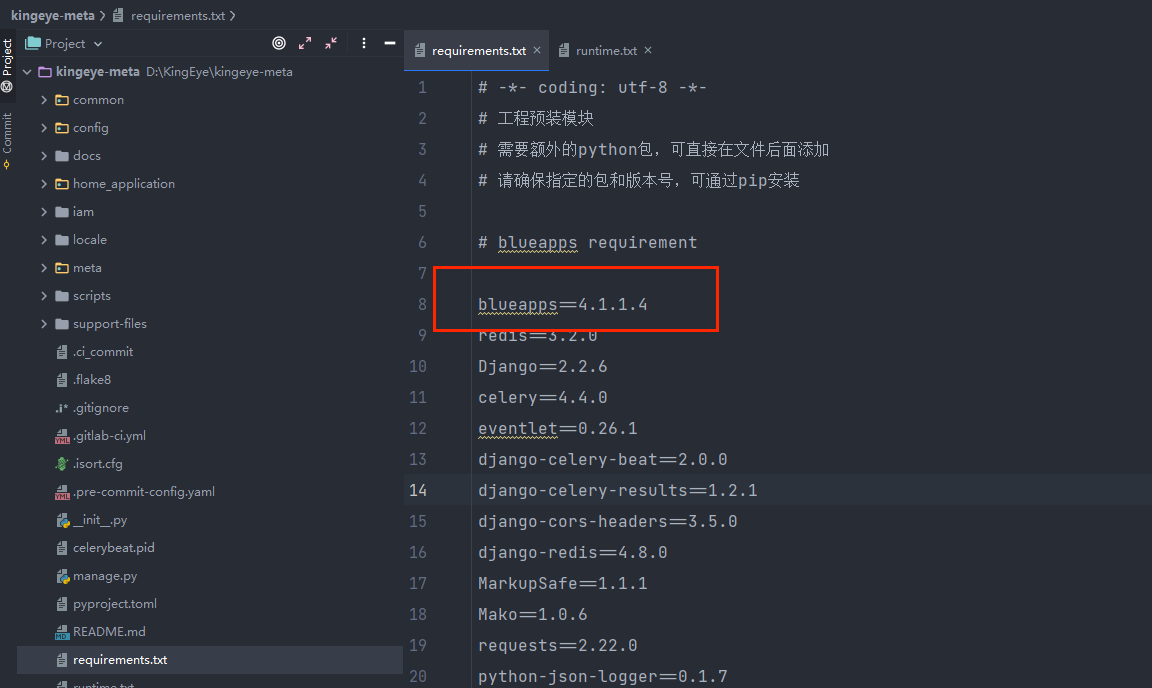 kingeye-meta
requirements.txt
Project
Commit
Project
kingeye-meta D:\KingEye\kingeye-meta
common
config
docs
home_application
iam
locale
meta
scripts
support-files
.ci_commit
.flake8
.gitignore
.gitlab-ci.yml
.isort.cfg
.pre-commit-config.yaml
__init__.py
celerybeat.pid
manage.py
pyproject.toml
README.md
requirements.txt
runtime.txt
requirements.txt
runtime.txt
1 # -*- coding: utf-8 -*-
2 # 工程预装模块
3 # 需要额外的python包，可直接在文件后面添加
4 # 请确保指定的包和版本号，可通过pip安装
5
6 # blueapps requirement
7
8 blueapps==4.1.1.4
9 redis==3.2.0
10 Django==2.2.6
11 celery==4.4.0
12 eventlet==0.26.1
13 django-celery-beat==2.0.0
14 django-celery-results==1.2.1
15 django-cors-headers==3.5.0
16 django-redis==4.8.0
17 MarkupSafe==1.1.1
18 Mako==1.0.6
19 requests==2.22.0
20 python-json-logger==0.1.7